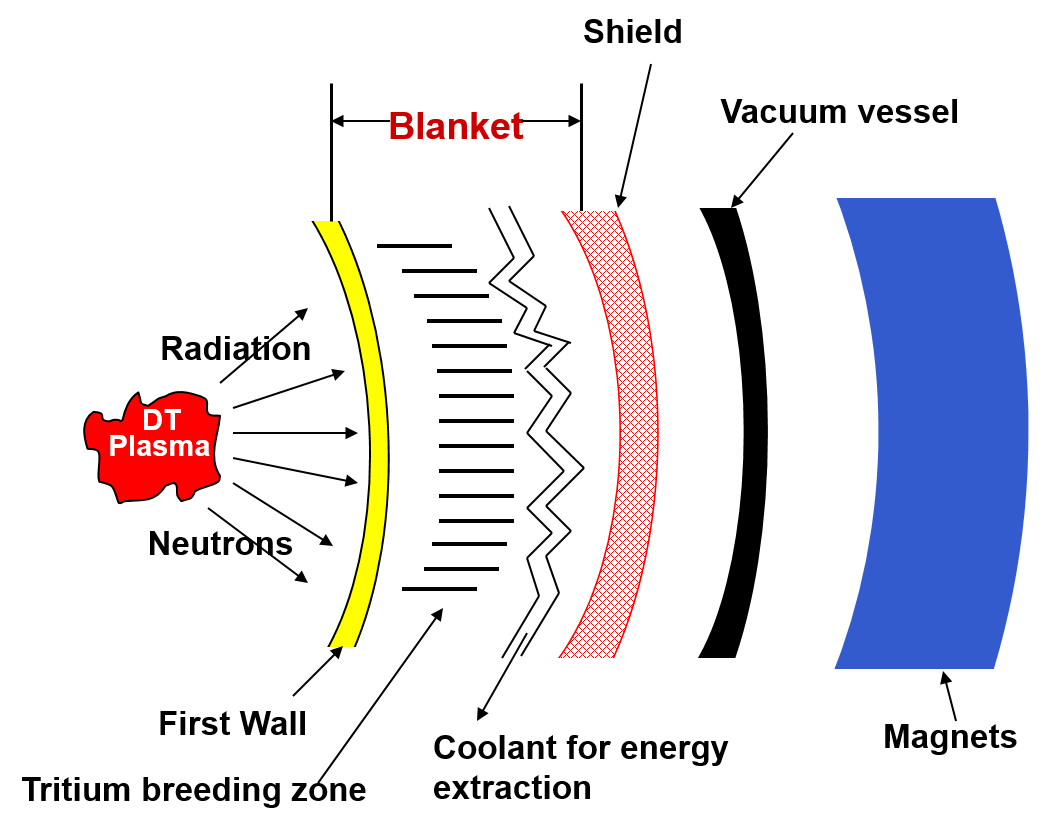 Shield
Vacuum vessel
Blanket
Radiation
DT
Plasma
Neutrons
First Wall
Coolant for energy
extraction
Magnets
Tritium breeding zone